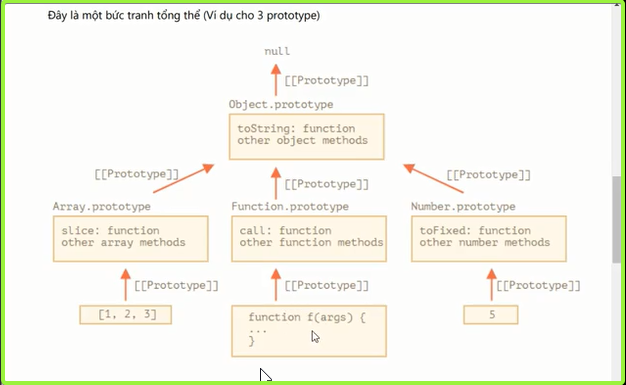 Đây là một bức tranh tổng thể (Ví dụ cho 3 prototype)
null
[[Prototype]]
Object.prototype
toString: function
other object methods
[[Prototype]]
[[Prototype]]
[[Prototype]]
Array.prototype
slice: function
other array methods
Function.prototype
call: function
other function methods
Number.prototype
toFixed: function
other number methods
[[Prototype]]
[[Prototype]]
[[Prototype]]
[1, 2, 3]
function f(args) {
...
}
5